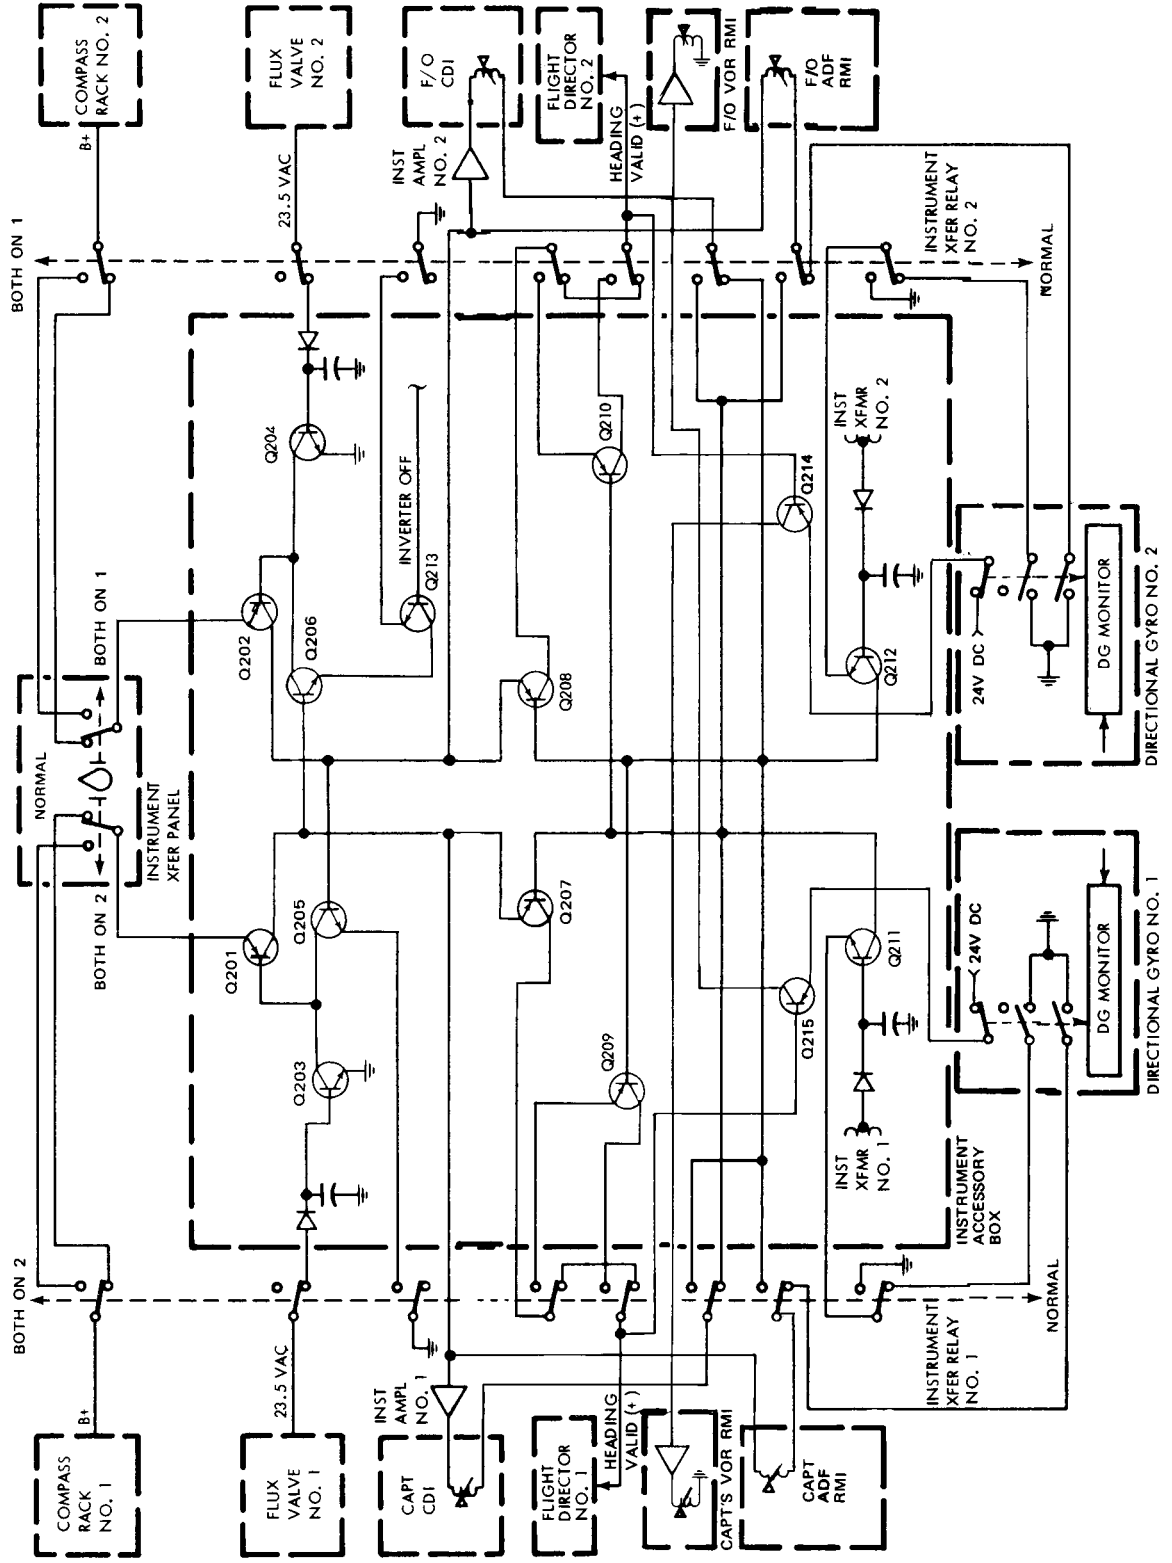 BOTH ON 2
BOTH ON 1
COMPASS
RACK NO. 1
B+
NORMAL
INSTRUMENT
XFER PANEL
BOTH ON 2
BOTH ON 1
B+
COMPASS
RACK NO. 2
FLUX
VALVE
NO. 1
23.5 VAC
Q201
Q202
Q203
Q204
Q205
Q206
23.5 VAC
FLUX
VALVE
NO. 2
CAPT
CDI
INST
AMPL
NO. 1
INVERTER OFF
Q213
INST
AMPL
NO. 2
F/O
CDI
FLIGHT
DIRECTOR
NO. 1
HEADING
VALID (+)
Q207
Q208
Q209
Q210
HEADING
VALID (+)
FLIGHT
DIRECTOR
NO. 2
CAPT'S VOR RMI
F/O VOR RMI
CAPT
ADF
RMI
Q215
Q214
F/O
ADF
RMI
INST
XFMR
NO. 1
Q211
Q212
INST
XFMR
NO. 2
INSTRUMENT
XFER RELAY
NO. 1
NORMAL
INSTRUMENT
ACCESSORY
BOX
24V DC
DG MONITOR
DIRECTIONAL GYRO NO. 1
24V DC
DG MONITOR
DIRECTIONAL GYRO NO. 2
INSTRUMENT
XFER RELAY
NO. 2
NORMAL